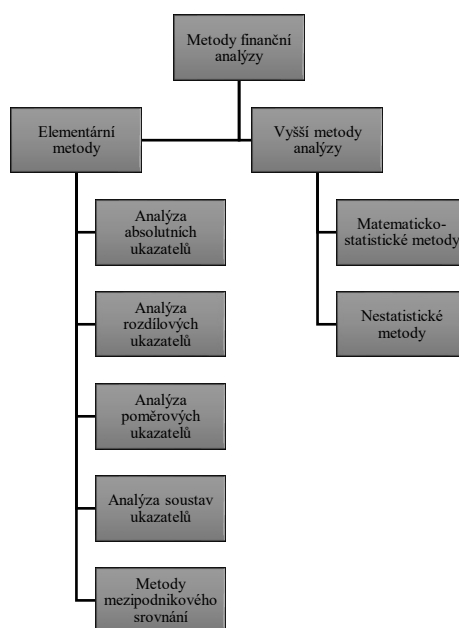 Metody finanční
analýzy
Elementární
metody
Vyšší metody
analýzy
Analýza
absolutních
ukazatelů
Matematicko-
statistické metody
Analýza
rozdílových
ukazatelů
Nestatistické
metody
Analýza
poměrových
ukazatelů
Analýza soustav
ukazatelů
Metody
mezipodnikového
srovnání